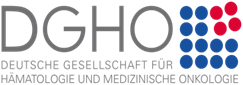 DGHO
DEUTSCHE GESELLSCHAFT FÜR
HÄMATOLOGIE UND MEDIZINISCHE ONKOLOGIE